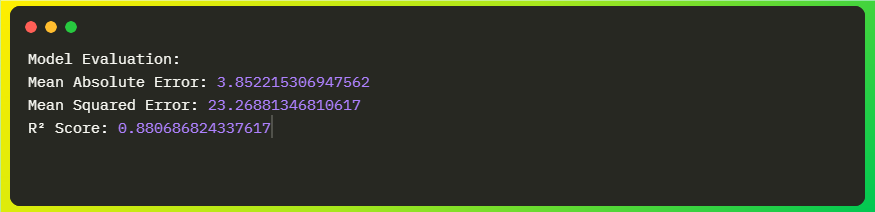 Model Evaluation:
Mean Absolute Error: 3.852215306947562
Mean Squared Error: 23.26881346810617
R² Score: 0.880686824337617